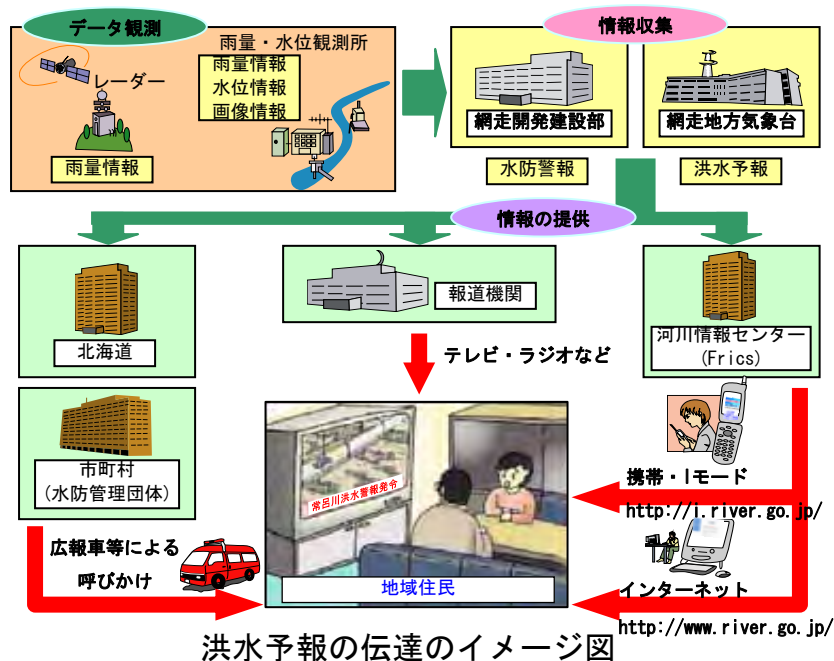 データ観測
雨量・水位観測所
雨量情報
水位情報
画像情報
レーダー
雨量情報
情報収集
網走開発建設部
網走地方気象台
水防警報
洪水予報
情報の提供
北海道
報道機関
河川情報センター
(Frics)
テレビ・ラジオなど
市町村
(水防管理団体)
常呂川洪水警報発令
携帯・Iモード
http://i.river.go.jp/
広報車等による
呼びかけ
地域住民
インターネット
http://www.river.go.jp/
洪水予報の伝達のイメージ図